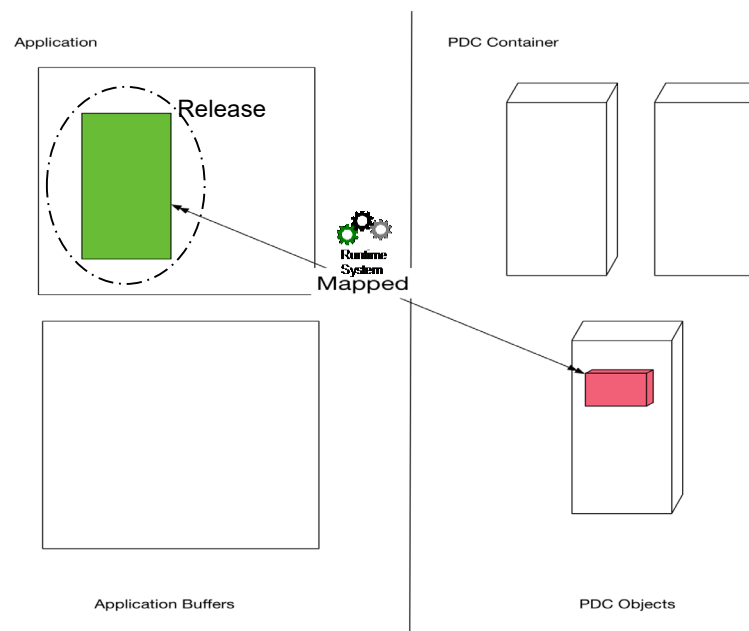 Application
PDC Container
Release
Runtime
System
Mapped
Application Buffers
PDC Objects